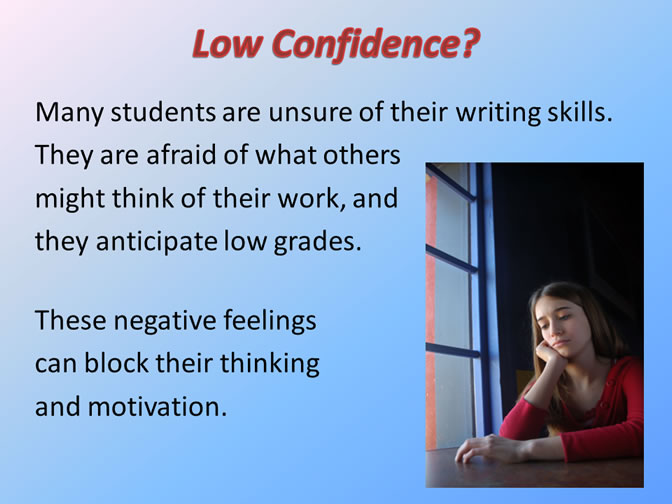 Low Confidence?
Many students are unsure of their writing skills.
They are afraid of what others
might think of their work, and
they anticipate low grades.
These negative feelings
can block their thinking
and motivation.